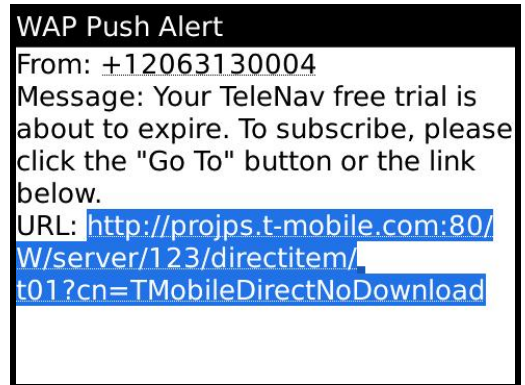 WAP Push Alert
From: +12063130004
Message: Your TeleNav free trial is
about to expire. To subscribe, please
click the "Go To" button or the link
below.
URL: http://projps.t-mobile.com:80/
W/server/123/directitem/
t01?cn=TMobileDirectNoDownload